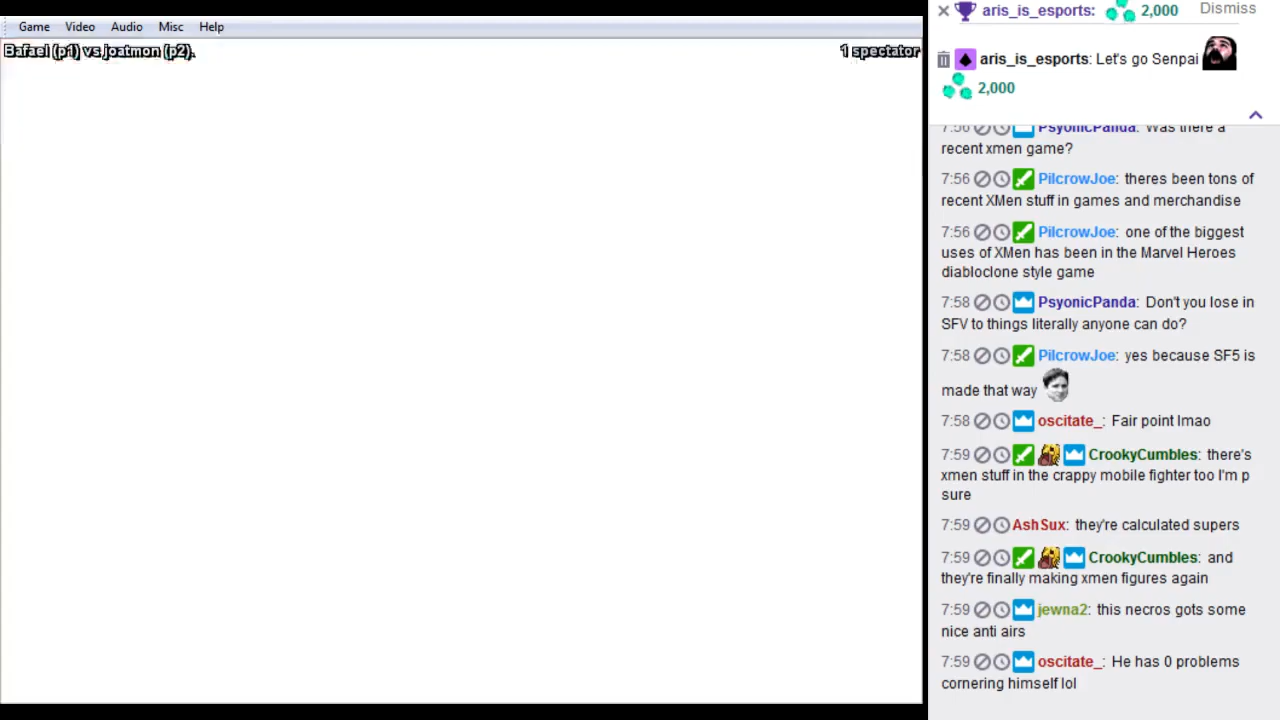 Game Video Audio Misc Help
Bafael (p1) vs joatmon (p2).
1 spectator
aris_is_esports: 2,000 Dismiss
aris_is_esports: Let's go Senpai
2,000
7:56 PsyonicPanda: Was there a
recent xmen game?
7:56 PilcrowJoe: theres been tons of
recent XMen stuff in games and merchandise
7:56 PilcrowJoe: one of the biggest
uses of XMen has been in the Marvel Heroes
diabloclone style game
7:58 PsyonicPanda: Don't you lose in
SFV to things literally anyone can do?
7:58 PilcrowJoe: yes because SF5 is
made that way
7:58 oscitate_: Fair point lmao
7:59 CrookyCumbles: there's
xmen stuff in the crappy mobile fighter too I'm p
sure
7:59 AshSux: they're calculated supers
7:59 CrookyCumbles: and
they're finally making xmen figures again
7:59 jewna2: this necros gots some
nice anti airs
7:59 oscitate_: He has 0 problems
cornering himself lol